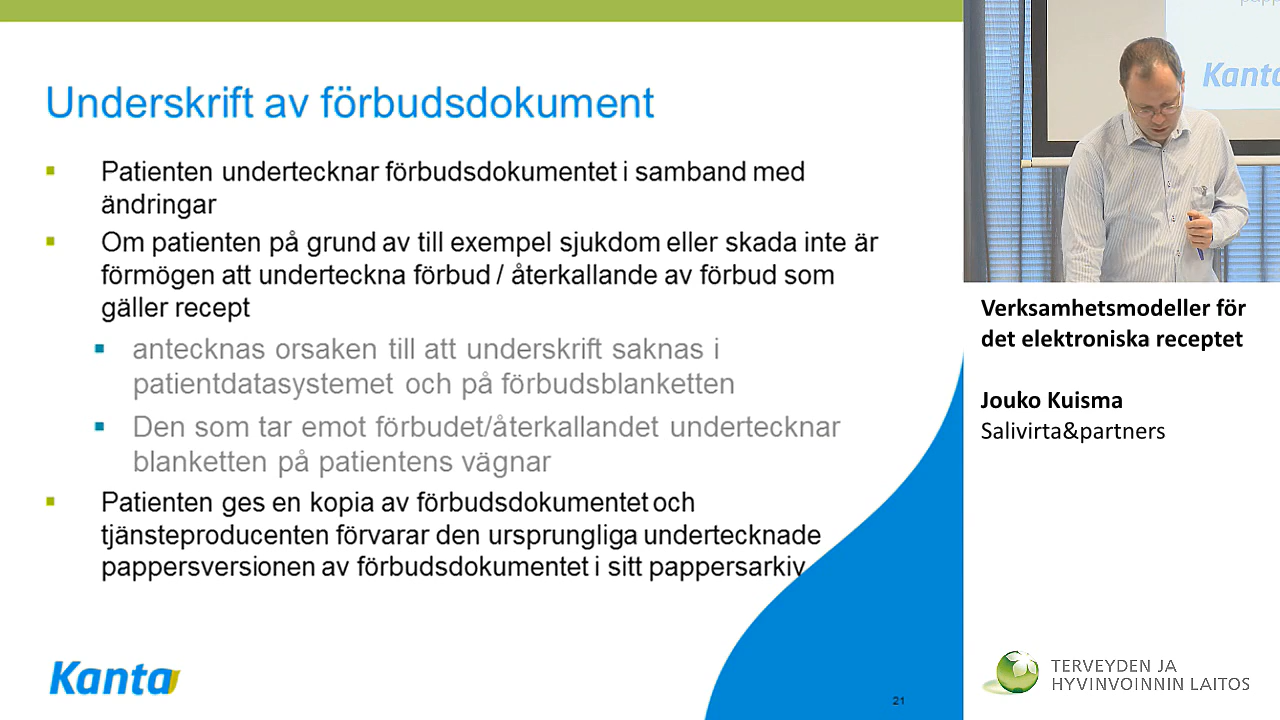 Underskrift av förbudsdokument
Patienten undertecknar förbudsdokumentet i samband med
ändringar
Om patienten på grund av till exempel sjukdom eller skada inte är
förmögen att underteckna förbud / återkallande av förbud som
gäller recept
antecknas orsaken till att underskrift saknas i
patientdatasystemet och på förbudsblanketten
Den som tar emot förbudet/återkallandet undertecknar
blanketten på patientens vägnar
Patienten ges en kopia av förbudsdokumentet och
tjänsteproducenten förvarar den ursprungliga undertecknade
pappersversionen av förbudsdokumentet i sitt pappersarkiv
Kanta
21
Verksamhetsmodeller för
det elektroniska receptet
Jouko Kuisma
Salivirta&partners
TERVEYDEN JA
HYVINVOINNIN LAITOS